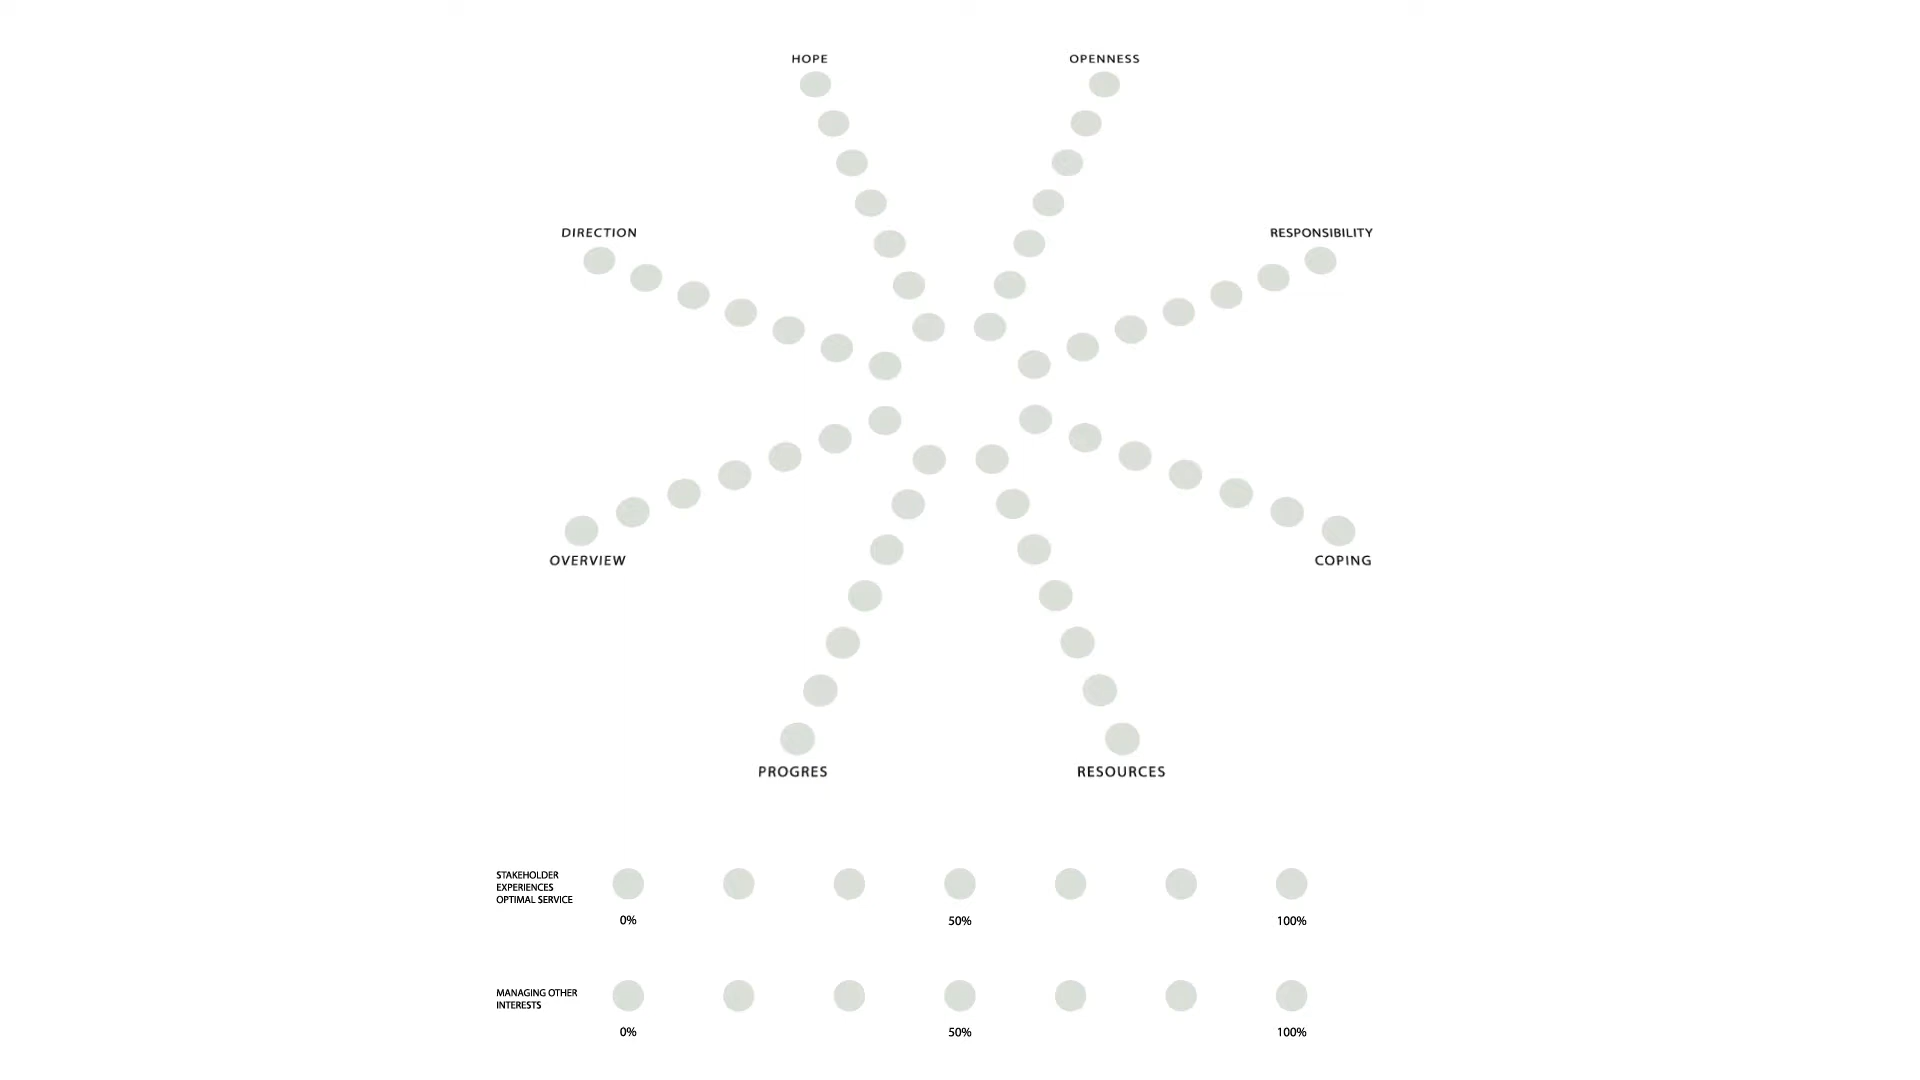 HOPE
OPENNESS
DIRECTION
RESPONSIBILITY
OVERVIEW
COPING
PROGRES
RESOURCES
STAKEHOLDER
EXPERIENCES
OPTIMAL SERVICE
0%
50%
100%
MANAGING OTHER
INTERESTS
0%
50%
100%